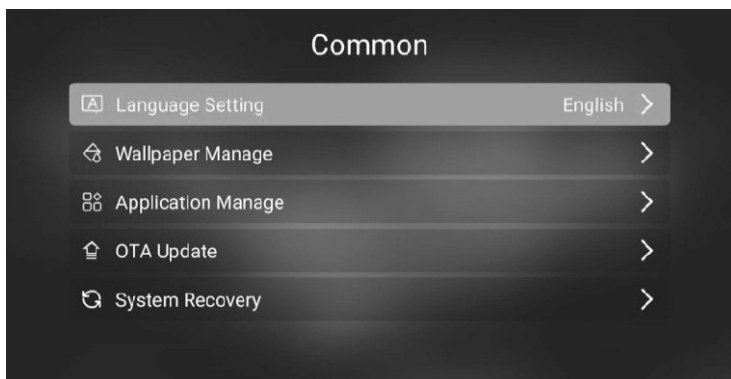 Common
Language Setting English
Wallpaper Manage
Application Manage
OTA Update
System Recovery